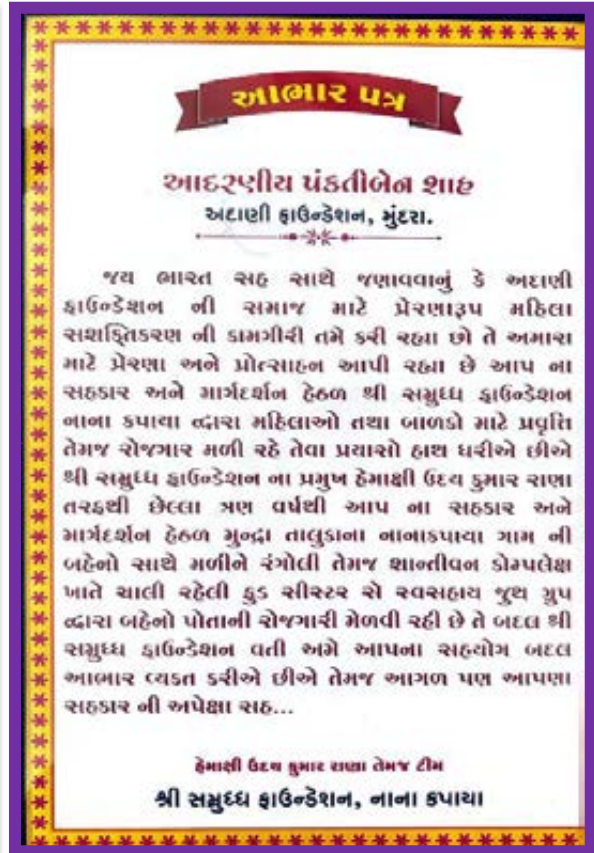 આભાર પત્ર
આદરણીય પંકતીબેન શાહ
અદાણી ફાઉન્ડેશન, મુંદરા.
જય ભારત સહ સાથે જણાવવાનું કે અદાણી
ફાઉન્ડેશન ની સમાજ માટે પ્રેરણારૂપ મહિલા
સશક્તિકરણ ની કામગીરી તમે કરી રહ્યા છો તે અમારા
માટે પ્રેરણા અને પ્રોત્સાહન આપી રહ્યા છે આપ ના
સહકાર અને માર્ગદર્શન હેઠળ શ્રી સમુધ્ધ ફાઉન્ડેશન
નાના કપાયા દ્વારા મહિલાઓ તથા બાળકો માટે પ્રવૃત્તિ
તેમજ રોજગાર મળી રહે તેવા પ્રયાસો હાથ ધરીએ છીએ
શ્રી સમુધ્ધ ફાઉન્ડેશન ના પ્રમુખ હેમાક્ષી ઉદય કુમાર રાણા
તરફથી છેલ્લા ત્રણ વર્ષથી આપ ના સહકાર અને
માર્ગદર્શન હેઠળ મુન્દ્રા તાલુકાના નાનાકપાયા ગામ ની
બહેનો સાથે મળીને રંગોલી તેમજ શાન્તીવન કોમ્પલેક્ષ
ખાતે ચાલી રહેલી ફુડ સીસ્ટર સે સ્વસહાય જુથ ગ્રુપ
દ્વારા બહેનો પોતાની રોજગારી મેળવી રહી છે તે બદલ શ્રી
સમુધ્ધ ફાઉન્ડેશન વતી અમે આપના સહયોગ બદલ
આભાર વ્યકત કરીએ છીએ તેમજ આગળ પણ આપણા
સહકાર ની અપેક્ષા સહ...
હેમાક્ષી ઉદય કુમાર રાણા તેમજ ટીમ
શ્રી સમુધ્ધ ફાઉન્ડેશન, નાના કપાયા